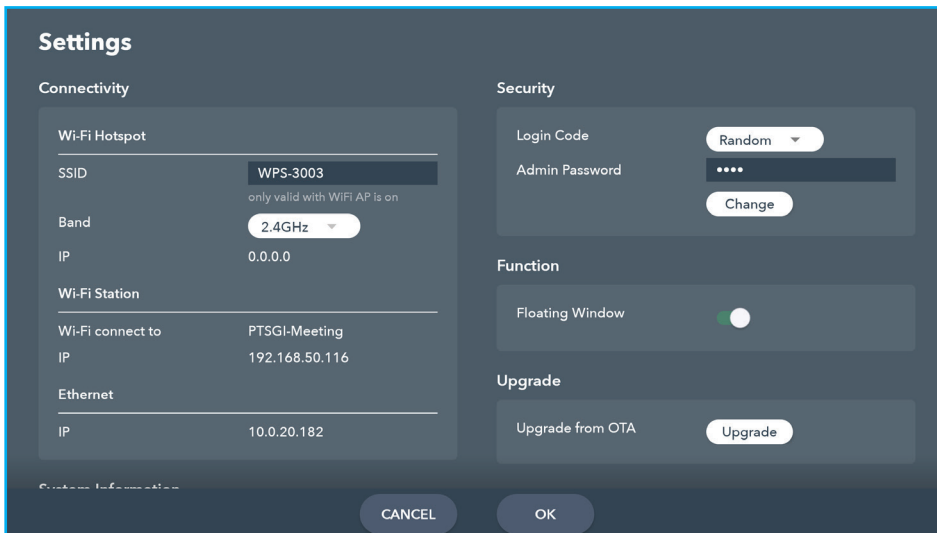 Settings
Connectivity
Wi-Fi Hotspot
SSID WPS-3003
only valid with WiFi AP is on
Band 2.4GHz
IP 0.0.0.0
Wi-Fi Station
Wi-Fi connect to PTSGI-Meeting
IP 192.168.50.116
Ethernet
IP 10.0.20.182
System Information
Security
Login Code Random
Admin Password ••••
Change
Function
Floating Window
Upgrade
Upgrade from OTA Upgrade
CANCEL OK